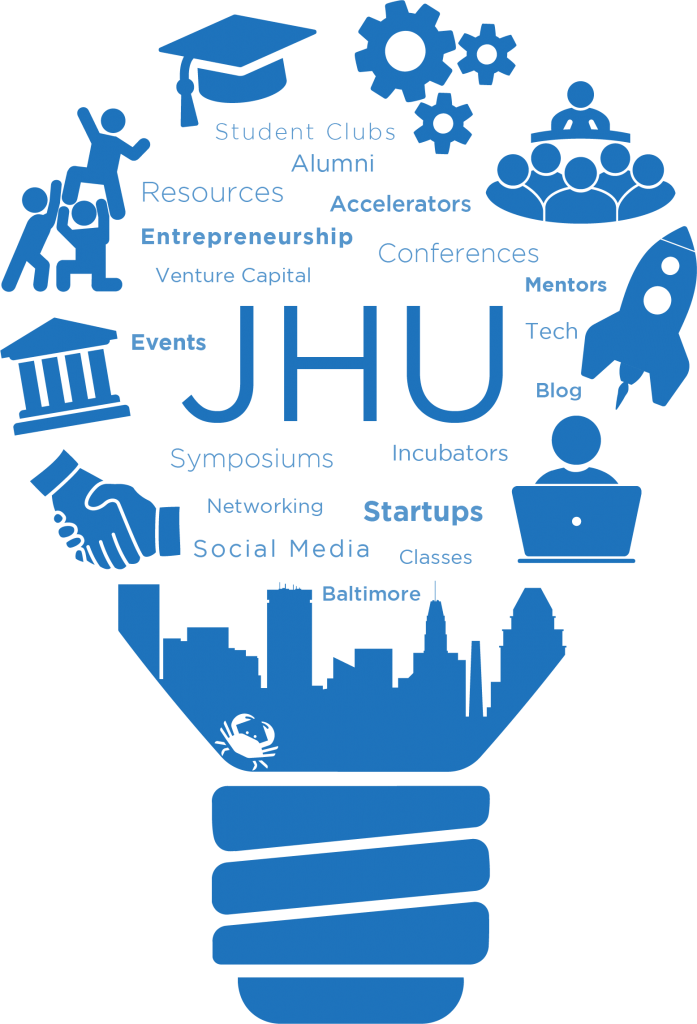 Student Clubs
Alumni
Resources
Accelerators
Entrepreneurship
Conferences
Venture Capital
Mentors
Events
JHU
Tech
Blog
Symposiums
Incubators
Networking
Startups
Social Media
Classes
Baltimore